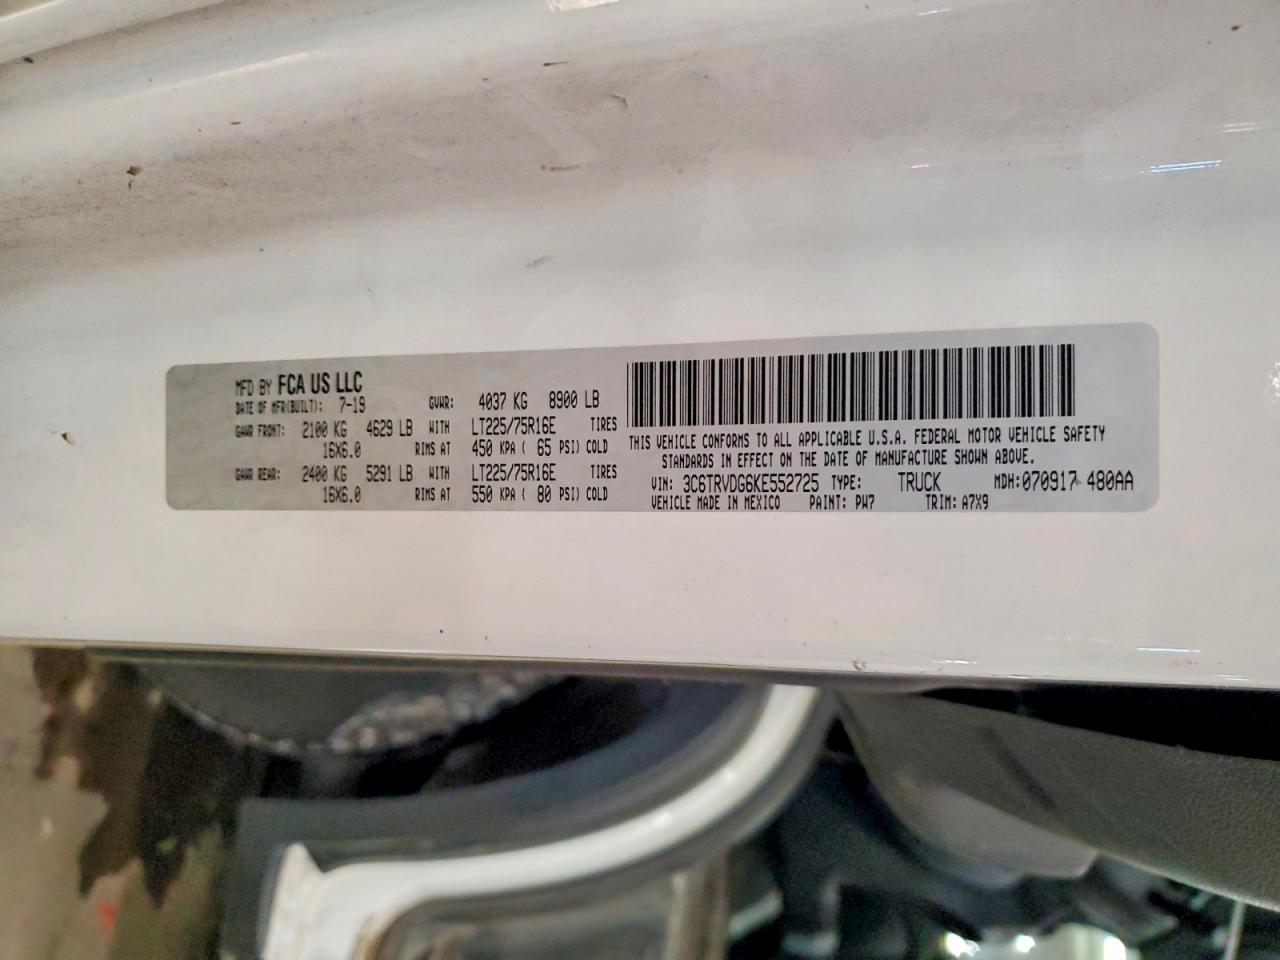 MFD BY FCA US LLC
DATE OF MFR(BUILT): 7-19 GVWR: 4037 KG 8900 LB
GAWR FRONT: 2100 KG 4629 LB WITH LT225/75R16E TIRES
16X6.0 RIMS AT 450 KPA ( 65 PSI) COLD
GAWR REAR: 2400 KG 5291 LB WITH LT225/75R16E TIRES
16X6.0 RIMS AT 550 KPA ( 80 PSI) COLD
THIS VEHICLE CONFORMS TO ALL APPLICABLE U.S.A. FEDERAL MOTOR VEHICLE SAFETY
STANDARDS IN EFFECT ON THE DATE OF MANUFACTURE SHOWN ABOVE.
VIN: 3C6TRVDG6KE552725 TYPE: TRUCK MDH:070917 480AA
VEHICLE MADE IN MEXICO PAINT: PW7 TRIM: A7X9